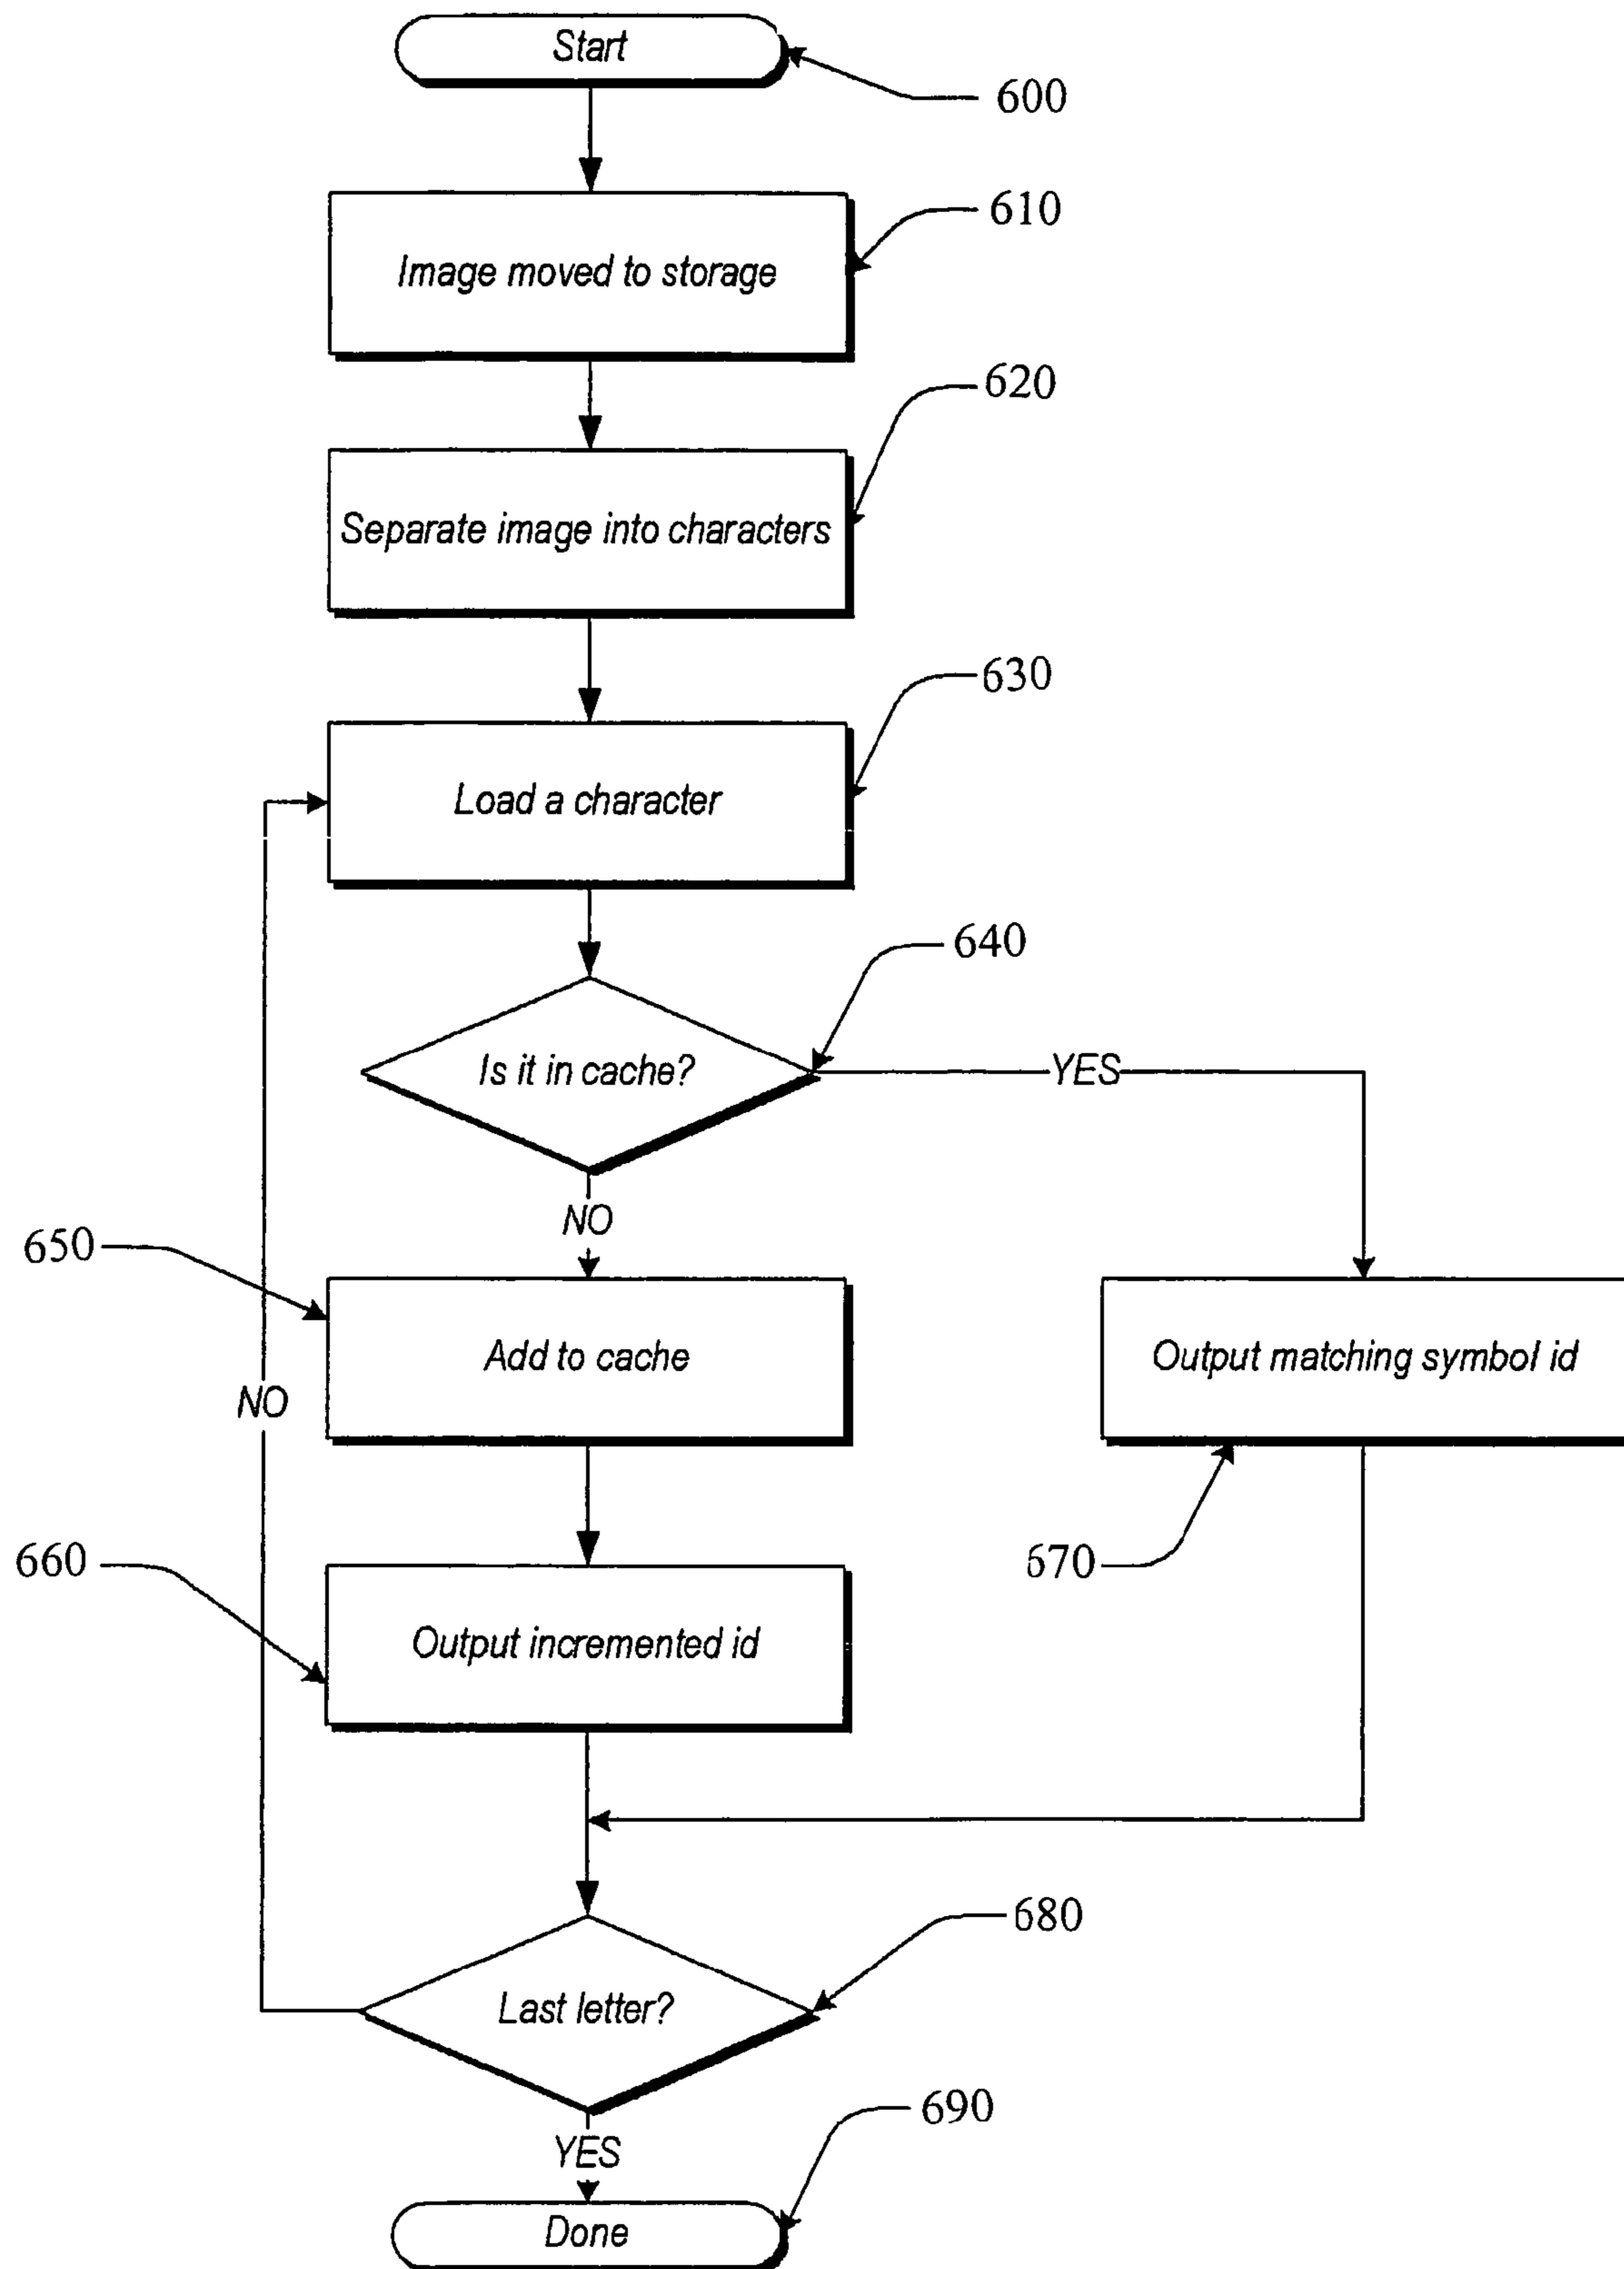 Start
600
610
Image moved to storage
620
Separate image into characters
630
Load a character
640
Is it in cache?
YES
NO
650
Add to cache
Output matching symbol id
NO
660
670
Output incremented id
680
Last letter?
690
YES
Done